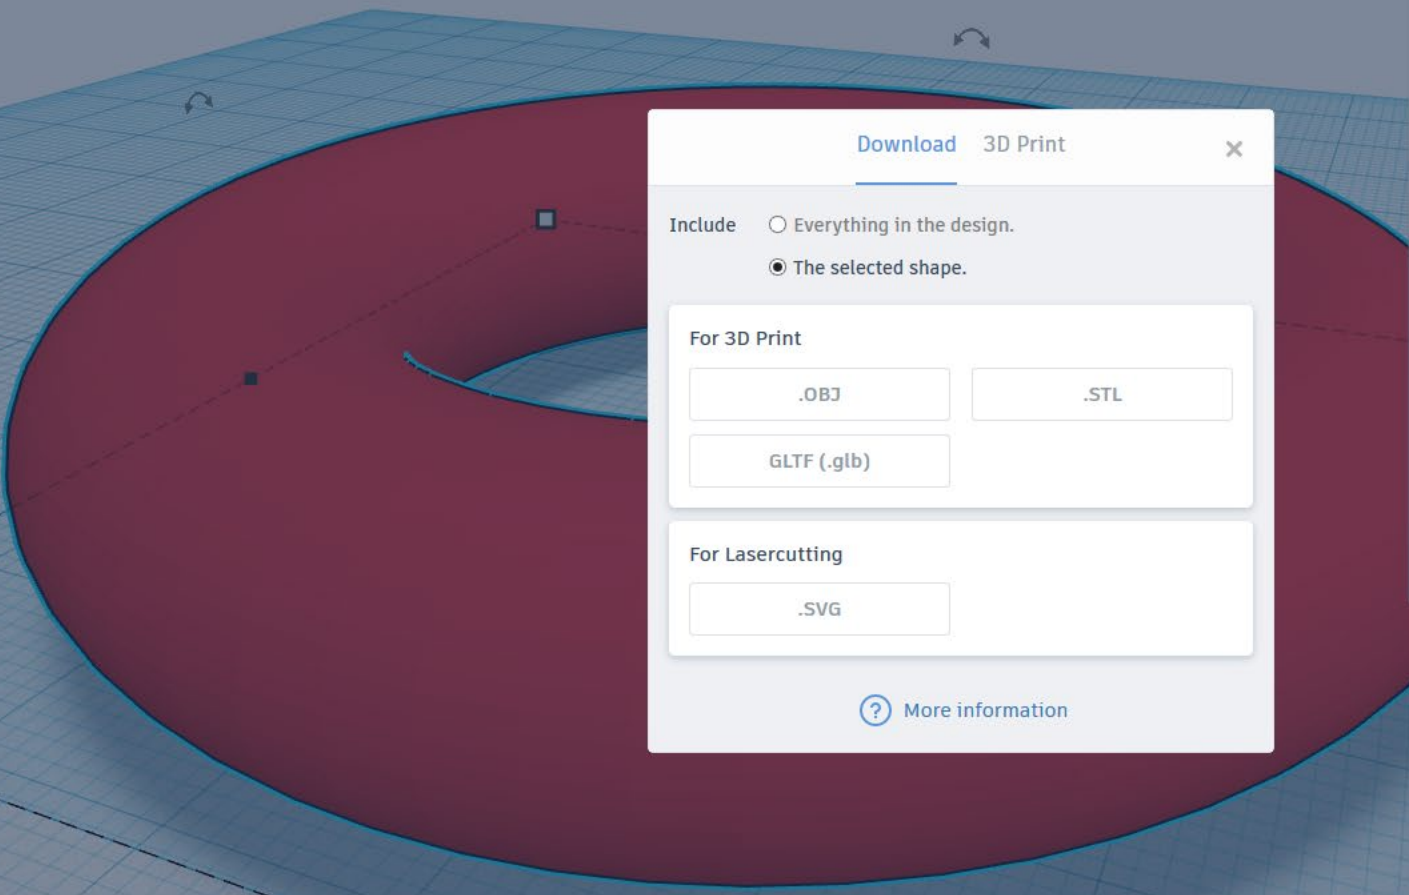 Download 3D Print ×
Include Everything in the design.
The selected shape.
For 3D Print
.OBJ .STL
GLTF (.glb)
For Lasercutting
.SVG
? More information